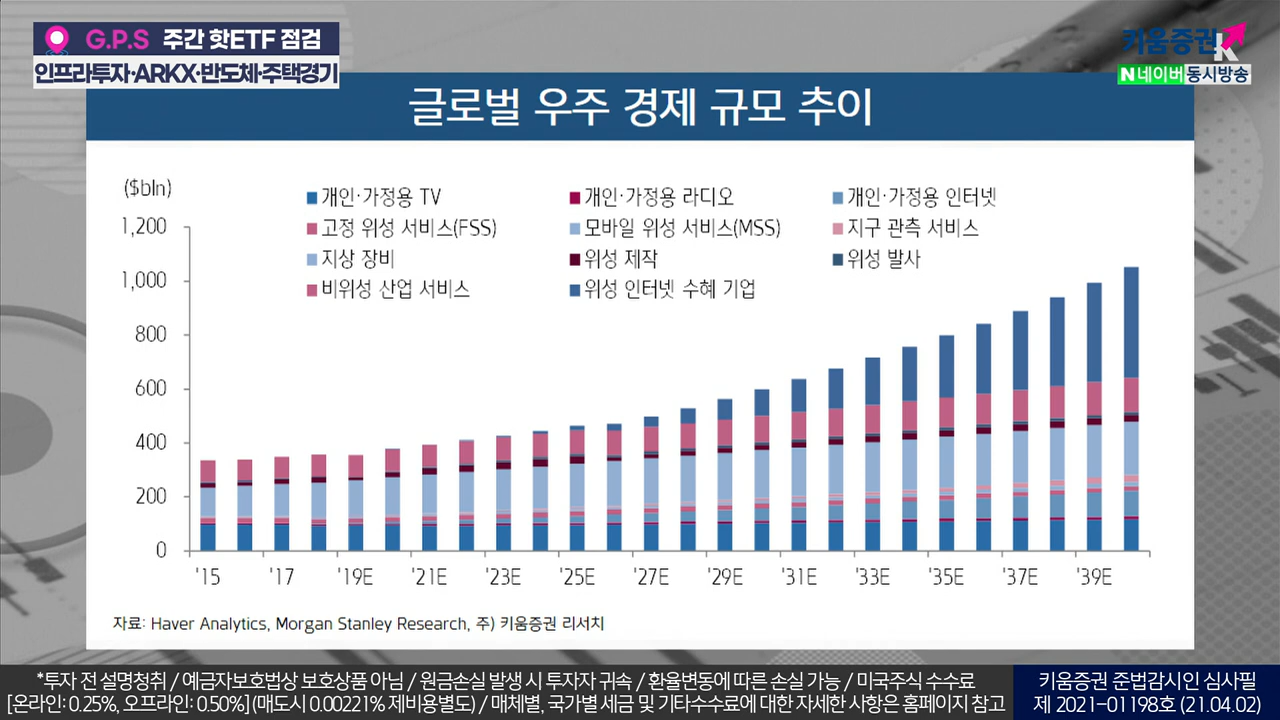 G.P.S 주간 핫ETF 점검
인프라투자·ARKX·반도체·주택경기
키움증권
N 네이버 동시방송
글로벌 우주 경제 규모 추이
($bln)
개인·가정용 TV 개인·가정용 라디오 개인·가정용 인터넷
고정 위성 서비스(FSS) 모바일 위성 서비스(MSS) 지구 관측 서비스
지상 장비 위성 제작 위성 발사
비위성 산업 서비스 위성 인터넷 수혜 기업
1,200
1,000
800
600
400
200
0
'15 '17 '19E '21E '23E '25E '27E '29E '31E '33E '35E '37E '39E
자료: Haver Analytics, Morgan Stanley Research, 주) 키움증권 리서치
*투자 전 설명청취 / 예금자보호법상 보호상품 아님 / 원금손실 발생 시 투자자 귀속 / 환율변동에 따른 손실 가능 / 미국주식 수수료
[온라인: 0.25%, 오프라인: 0.50%] (매도시 0.00221% 제비용별도) / 매체별, 국가별 세금 및 기타수수료에 대한 자세한 사항은 홈페이지 참고
키움증권 준법감시인 심사필
제 2021-01198호 (21.04.02)